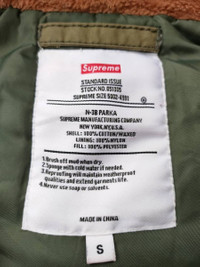 Supreme
STANDARD ISSUE
STOCK NO. 051305
SUPREME SIZE 5002-6991
N-3B PARKA
SUPREME MANUFACTURING COMPANY
NEW YORK, N.Y. U.S.A.
SHELL: 100% COTTON/WAXED
LINING: 100% NYLON
FILL: 100% POLYESTER
1. Brush off mud when dry.
2. Sponge with cold water if needed.
3. Reproofing will maintain weatherproof
qualities and extend garments life.
4. Never use soap or solvents.
MADE IN CHINA
S